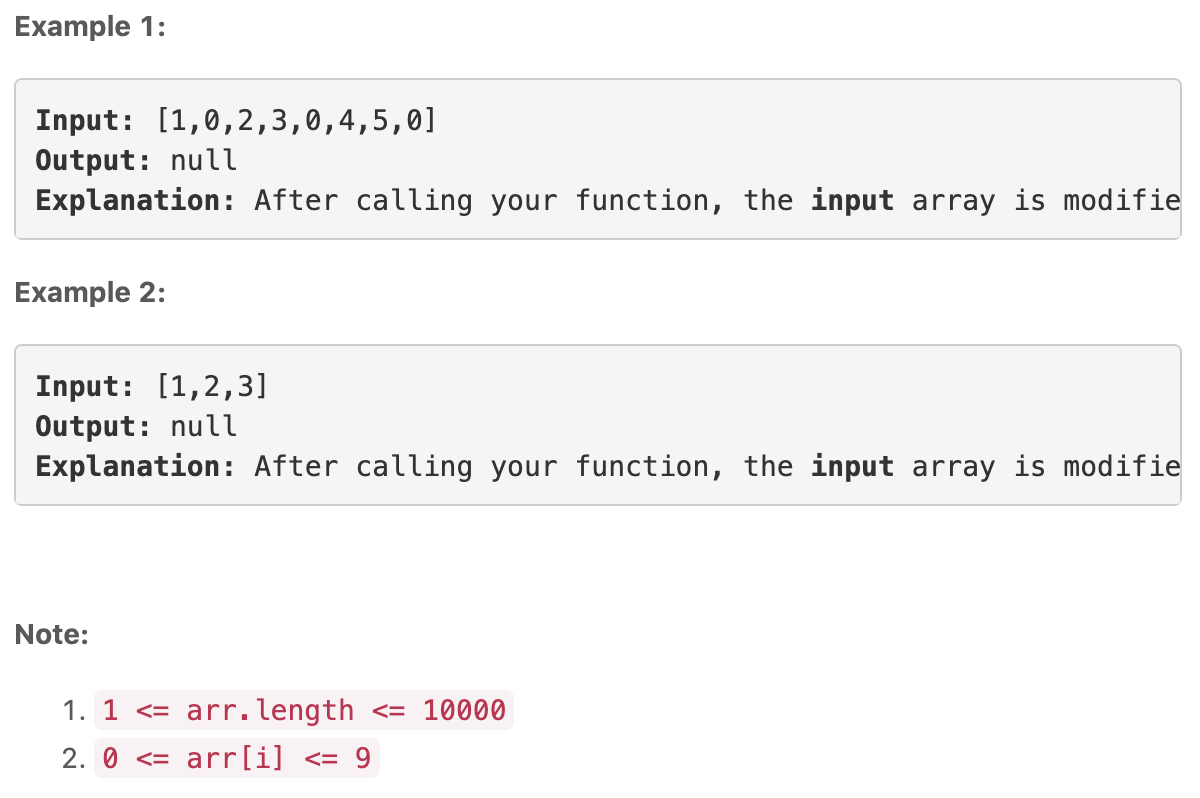 Example 1:
Input: [1,0,2,3,0,4,5,0]
Output: null
Explanation: After calling your function, the input array is modifie
Example 2:
Input: [1,2,3]
Output: null
Explanation: After calling your function, the input array is modifie
Note:
1. 1 <= arr.length <= 10000
2. 0 <= arr[i] <= 9